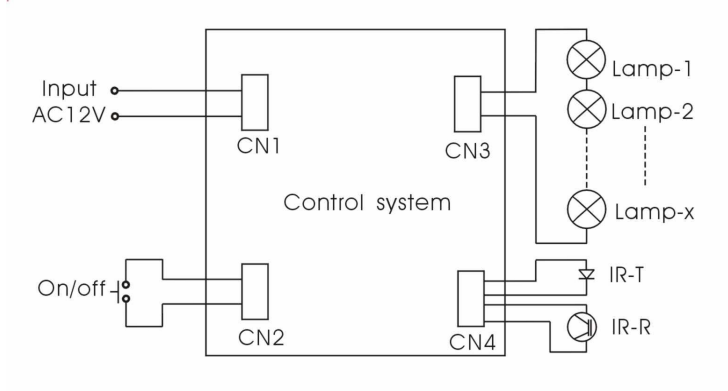 Input
AC12V
CN1
CN3
Lamp-1
Lamp-2
Control system
Lamp-x
On/off
CN2
CN4
IR-T
IR-R